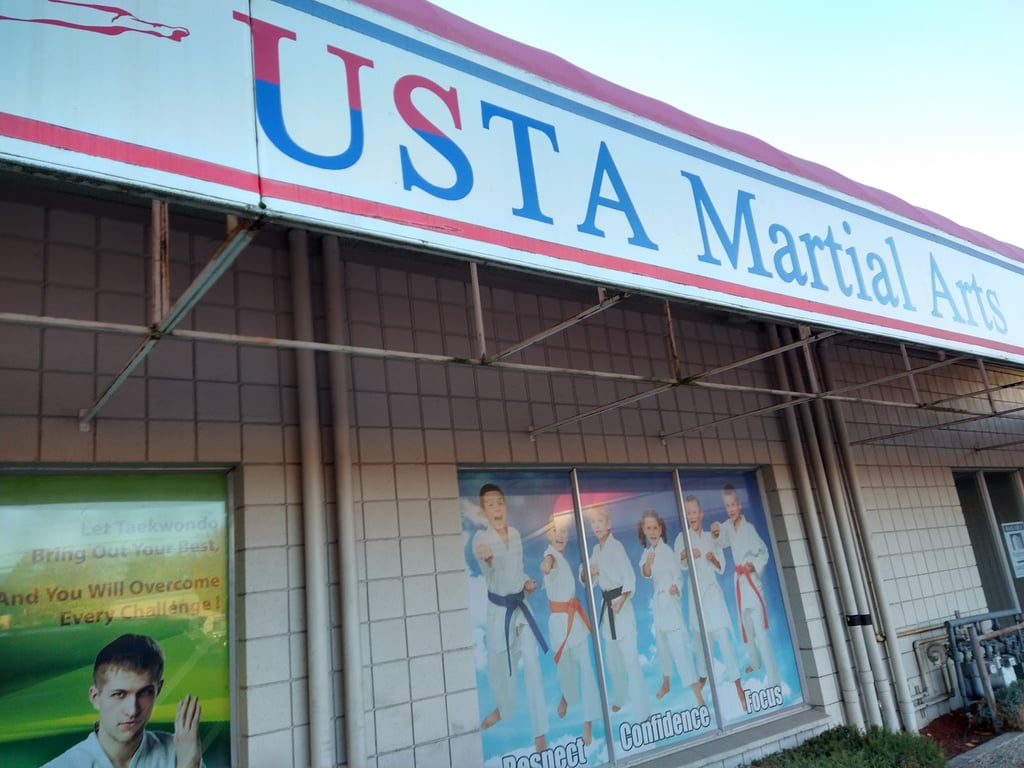 USTA Martial Arts
Let Taekwondo
Bring Out Your Best,
And You Will Overcome
Every Challenge!
Respect
Confidence
Focus